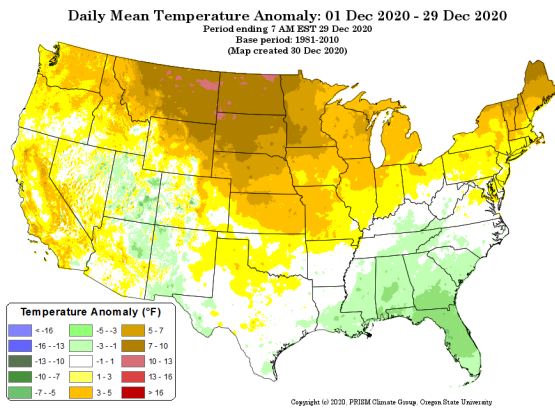 Daily Mean Temperature Anomaly: 01 Dec 2020 - 29 Dec 2020
Period ending 7 AM EST 29 Dec 2020
Base period: 1981-2010
(Map created 30 Dec 2020)
Temperature Anomaly (°F)
< -16 -5 - -3 5 - 7
-16 - -13 -3 - -1 7 - 10
-13 - -10 -1 - 1 10 - 13
-10 - -7 1 - 3 13 - 16
-7 - -5 3 - 5 > 16
Copyright (c) 2020, PRISM Climate Group, Oregon State University